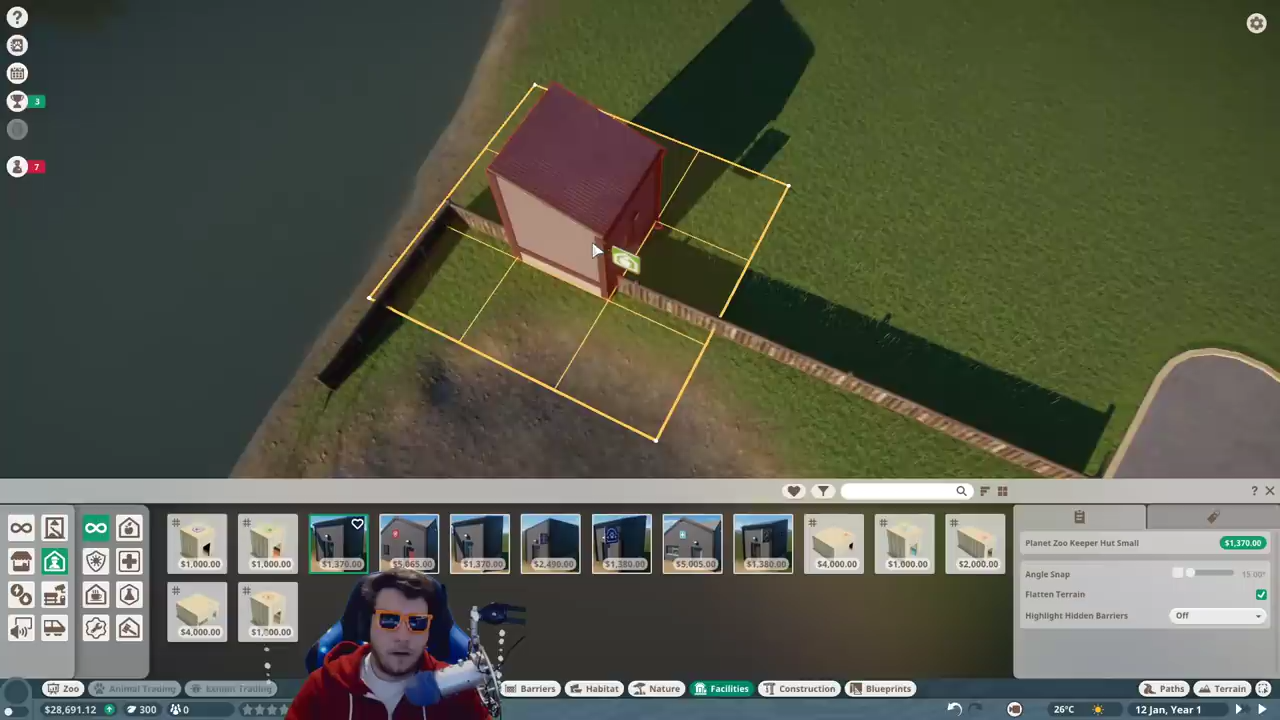 ?
3
7
#
$1,000.00
#
$1,000.00
$1,370.00
$5,065.00
$1,370.00
$2,490.00
$1,380.00
$5,005.00
$1,380.00
#
$4,000.00
#
$1,000.00
#
$2,000.00
#
$4,000.00
#
? ×
Planet Zoo Keeper Hut Small
$1,370.00
Angle Snap
15.00°
Flatten Terrain
Highlight Hidden Barriers
Off
Zoo
Animal Trading
Exhibit Trading
Barriers
Habitat
Nature
Facilities
Construction
Blueprints
Paths
Terrain
$28,691.12
300
0
26°C
12 Jan, Year 1